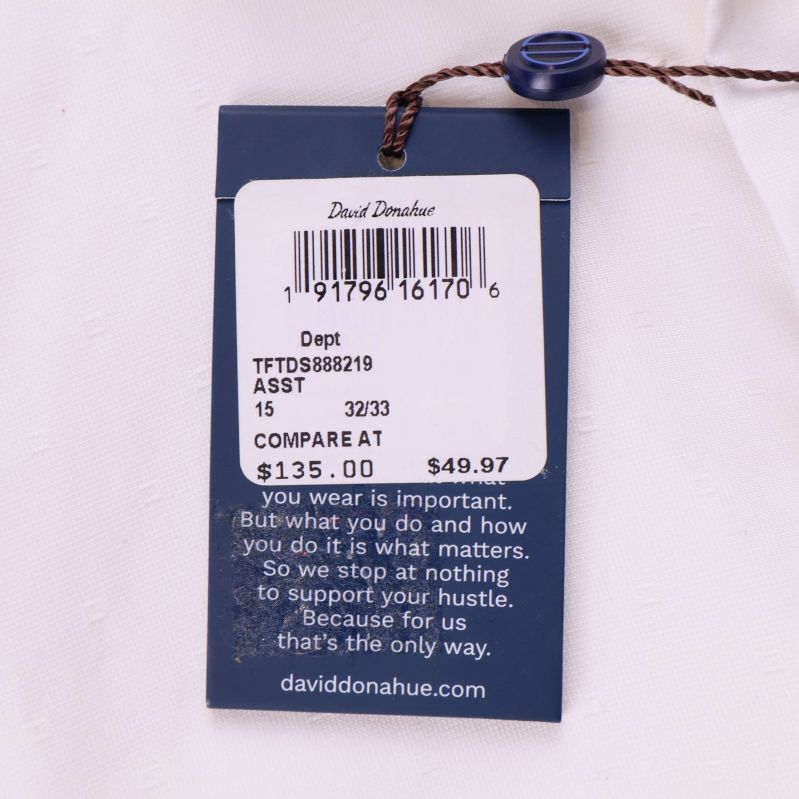 David Donahue
1 91796 16170 6
Dept
TFTDS888219
ASST
15 32/33
COMPARE AT
$135.00 $49.97
what
you wear is important.
But what you do and how
you do it is what matters.
So we stop at nothing
to support your hustle.
Because for us
that's the only way.
daviddonahue.com